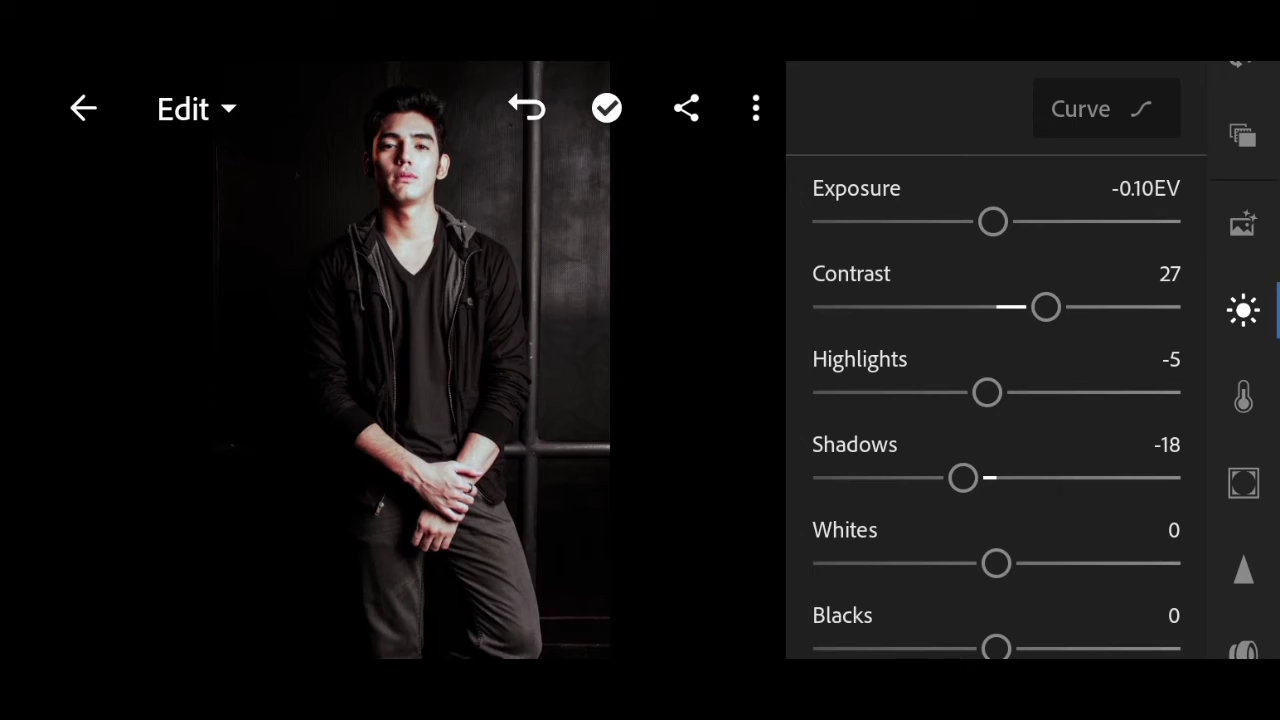 Edit
Curve
Exposure -0.10EV
Contrast 27
Highlights -5
Shadows -18
Whites 0
Blacks 0